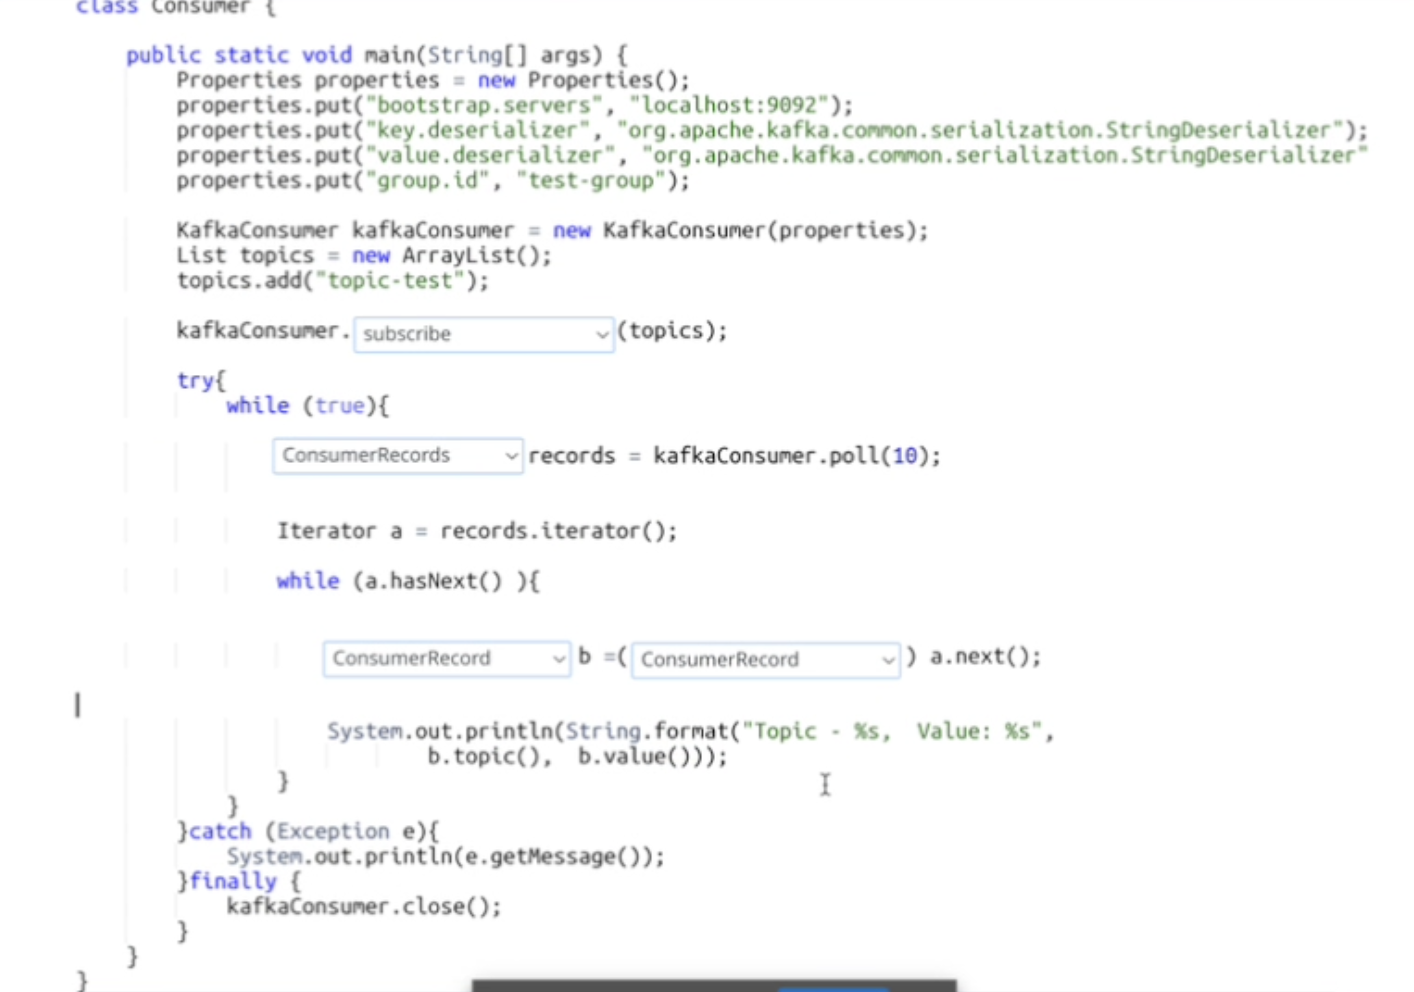 class Consumer {
public static void main(String[] args) {
Properties properties = new Properties();
properties.put("bootstrap.servers", "localhost:9092");
properties.put("key.deserializer", "org.apache.kafka.common.serialization.StringDeserializer");
properties.put("value.deserializer", "org.apache.kafka.common.serialization.StringDeserializer"
properties.put("group.id", "test-group");
KafkaConsumer kafkaConsumer = new KafkaConsumer(properties);
List topics = new ArrayList();
topics.add("topic-test");
kafkaConsumer. subscribe (topics);
try{
while (true){
ConsumerRecords records = kafkaConsumer.poll(10);
Iterator a = records.iterator();
while (a.hasNext() ){
ConsumerRecord b =( ConsumerRecord ) a.next();
System.out.println(String.format("Topic - %s, Value: %s",
b.topic(), b.value()));
}
}
}catch (Exception e){
System.out.println(e.getMessage());
}finally {
kafkaConsumer.close();
}
}
}